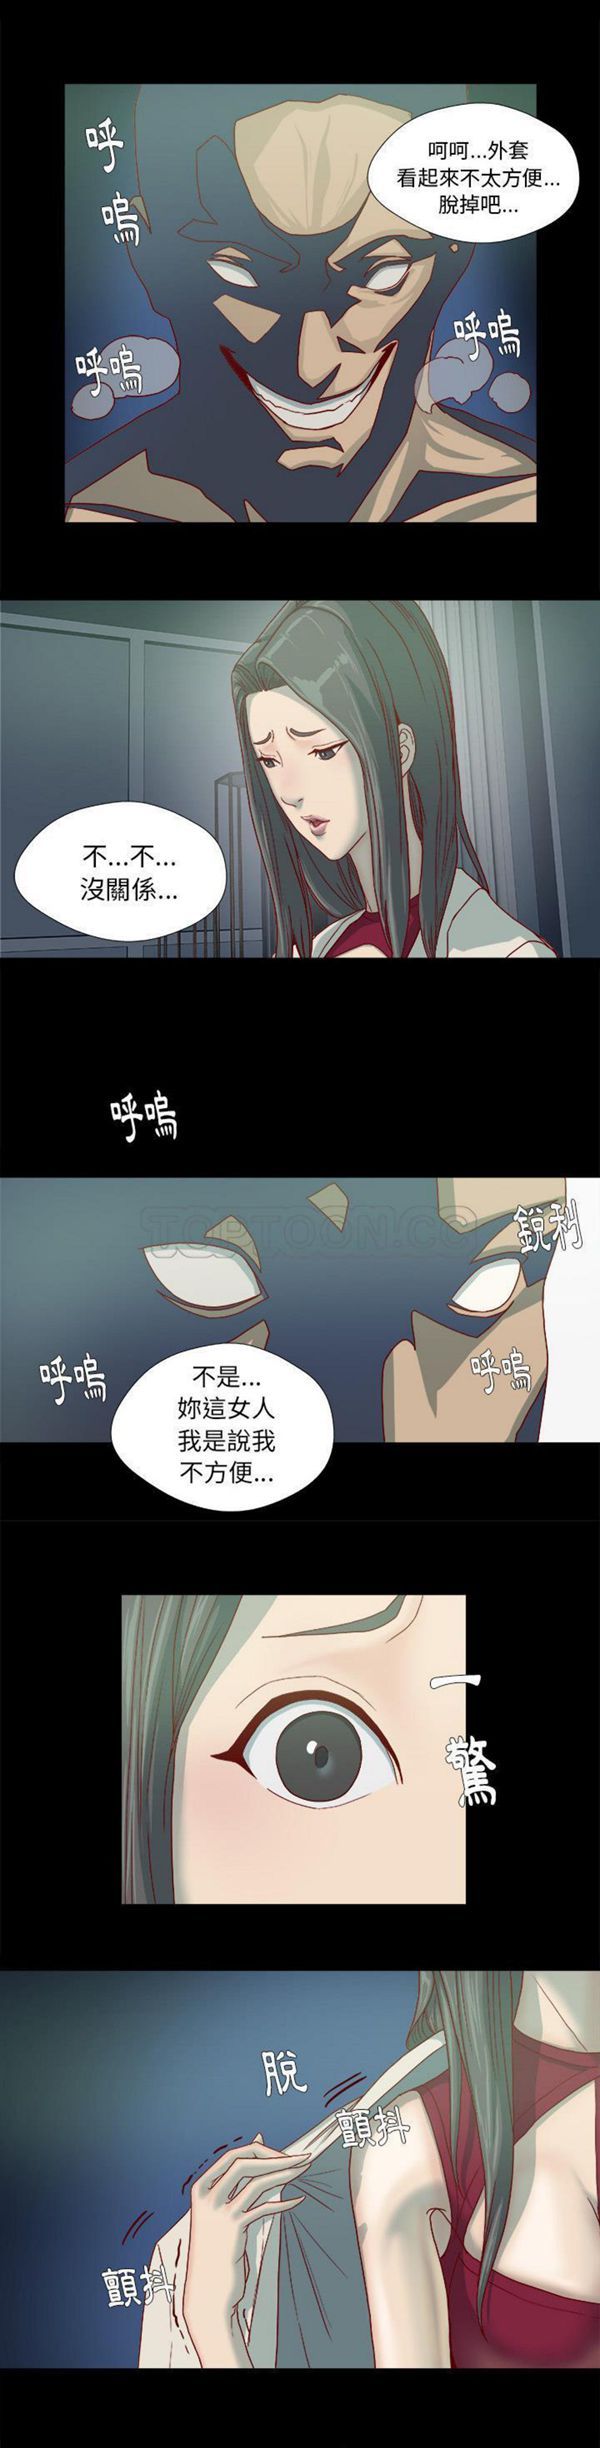 呼
嗚
呵呵...外套
看起來不太方便...
脫掉吧...
呼嗚
呼嗚
不...不...
沒關係...
呼嗚
TOPTOON.CO
銳利
呼嗚
呼嗚
不是...
妳這女人
我是說我
不方便...
一
驚
脫
顫抖
顫抖